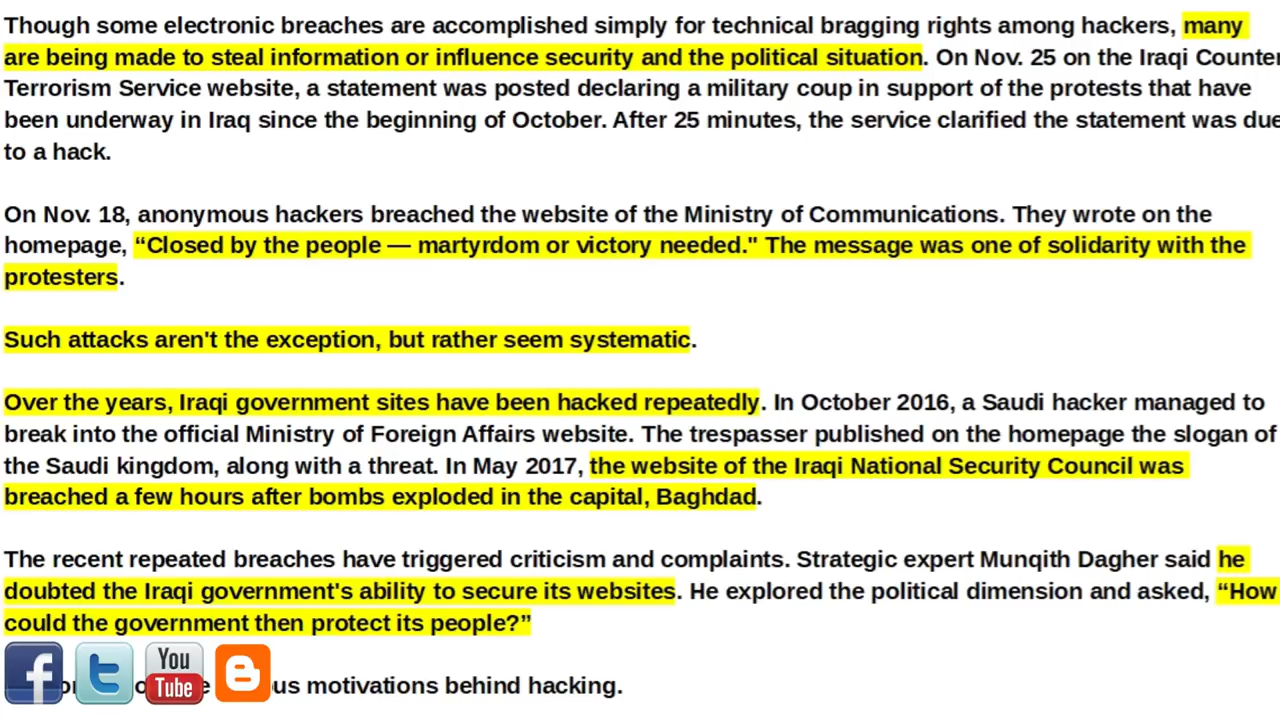 Though some electronic breaches are accomplished simply for technical bragging rights among hackers, many
are being made to steal information or influence security and the political situation. On Nov. 25 on the Iraqi Counter
Terrorism Service website, a statement was posted declaring a military coup in support of the protests that have
been underway in Iraq since the beginning of October. After 25 minutes, the service clarified the statement was due
to a hack.
On Nov. 18, anonymous hackers breached the website of the Ministry of Communications. They wrote on the
homepage, “Closed by the people — martyrdom or victory needed." The message was one of solidarity with the
protesters.
Such attacks aren't the exception, but rather seem systematic.
Over the years, Iraqi government sites have been hacked repeatedly. In October 2016, a Saudi hacker managed to
break into the official Ministry of Foreign Affairs website. The trespasser published on the homepage the slogan of
the Saudi kingdom, along with a threat. In May 2017, the website of the Iraqi National Security Council was
breached a few hours after bombs exploded in the capital, Baghdad.
The recent repeated breaches have triggered criticism and complaints. Strategic expert Munqith Dagher said he
doubted the Iraqi government's ability to secure its websites. He explored the political dimension and asked, “How
could the government then protect its people?”
You Tube
motivations behind hacking.